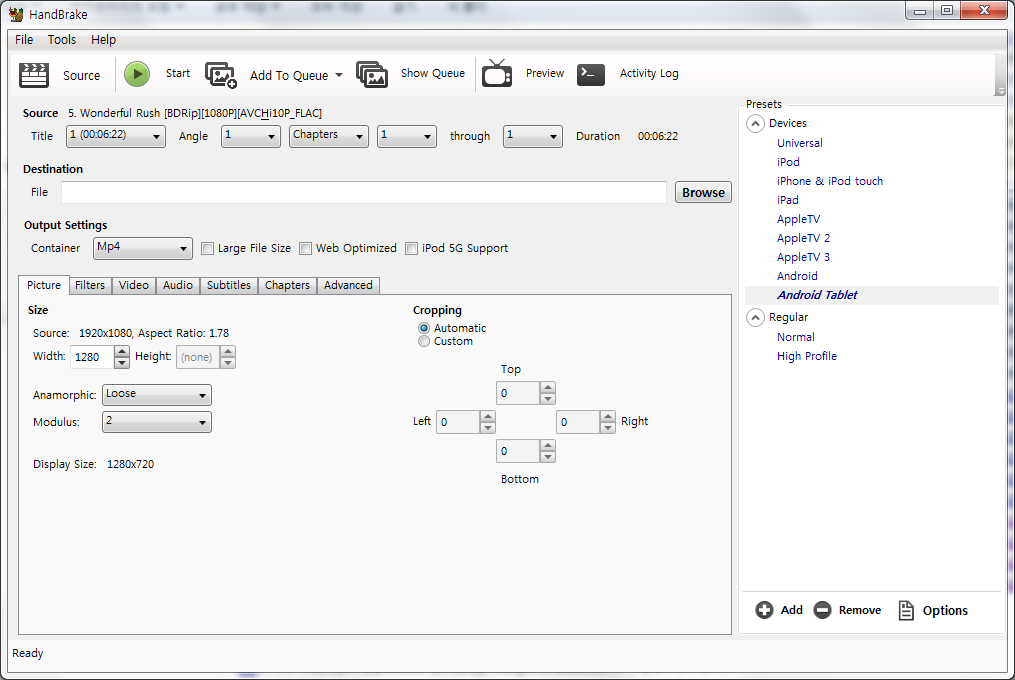 HandBrake
File Tools Help
Source Start Add To Queue Show Queue Preview Activity Log
Source 5. Wonderful Rush [BDRip][1080P][AVCHi10P_FLAC]
Title 1 (00:06:22) Angle 1 Chapters 1 through 1 Duration 00:06:22
Destination
File Browse
Output Settings
Container Mp4 Large File Size Web Optimized iPod 5G Support
Picture Filters Video Audio Subtitles Chapters Advanced
Size
Source: 1920x1080, Aspect Ratio: 1.78
Width: 1280 Height: (none)
Anamorphic: Loose
Modulus: 2
Display Size: 1280x720
Cropping
Automatic
Custom
Top
0
Left 0 0 Right
0
Bottom
Presets
Devices
Universal
iPod
iPhone & iPod touch
iPad
AppleTV
AppleTV 2
AppleTV 3
Android
Android Tablet
Regular
Normal
High Profile
Add Remove Options
Ready